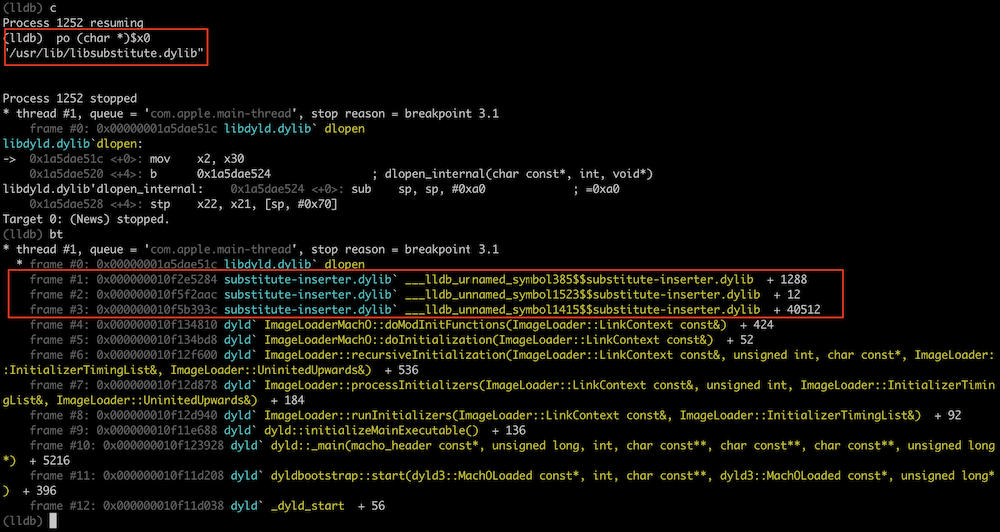 (lldb) c
Process 1252 resuming
(lldb)  po (char *)$x0
"/usr/lib/libsubstitute.dylib"
Process 1252 stopped
* thread #1, queue = 'com.apple.main-thread', stop reason = breakpoint 3.1
    frame #0: 0x00000001a5dae51c libdyld.dylib` dlopen
libdyld.dylib`dlopen:
->  0x1a5dae51c <+0>: mov    x2, x30
    0x1a5dae520 <+4>: b      0x1a5dae524               ; dlopen_internal(char const*, int, void*)
libdyld.dylib'dlopen_internal:    0x1a5dae524 <+0>: sub    sp, sp, #0xa0             ; =0xa0
    0x1a5dae528 <+4>: stp    x22, x21, [sp, #0x70]
Target 0: (News) stopped.
(lldb) bt
* thread #1, queue = 'com.apple.main-thread', stop reason = breakpoint 3.1
  * frame #0: 0x00000001a5dae51c libdyld.dylib` dlopen
    frame #1: 0x000000010f2e5284 substitute-inserter.dylib` ___lldb_unnamed_symbol385$$substitute-inserter.dylib  + 1288
    frame #2: 0x000000010f5f2aac substitute-inserter.dylib` ___lldb_unnamed_symbol1523$$substitute-inserter.dylib  + 12
    frame #3: 0x000000010f5b393c substitute-inserter.dylib` ___lldb_unnamed_symbol1415$$substitute-inserter.dylib  + 40512
    frame #4: 0x000000010f134810 dyld` ImageLoaderMachO::doModInitFunctions(ImageLoader::LinkContext const&)  + 424
    frame #5: 0x000000010f134bd8 dyld` ImageLoaderMachO::doInitialization(ImageLoader::LinkContext const&)  + 52
    frame #6: 0x000000010f12f600 dyld` ImageLoader::recursiveInitialization(ImageLoader::LinkContext const&, unsigned int, char const*, ImageLoader:
:InitializerTimingList&, ImageLoader::UninitedUpwards&)  + 536
    frame #7: 0x000000010f12d878 dyld` ImageLoader::processInitializers(ImageLoader::LinkContext const&, unsigned int, ImageLoader::InitializerTimin
gList&, ImageLoader::UninitedUpwards&)  + 184
    frame #8: 0x000000010f12d940 dyld` ImageLoader::runInitializers(ImageLoader::LinkContext const&, ImageLoader::InitializerTimingList&)  + 92
    frame #9: 0x000000010f11e688 dyld` dyld::initializeMainExecutable()  + 136
    frame #10: 0x000000010f123928 dyld` dyld::_main(macho_header const*, unsigned long, int, char const**, char const**, char const**, unsigned long
*)  + 5216
    frame #11: 0x000000010f11d208 dyld` dyldbootstrap::start(dyld3::MachOLoaded const*, int, char const**, dyld3::MachOLoaded const*, unsigned long*
)  + 396
    frame #12: 0x000000010f11d038 dyld` _dyld_start  + 56
(lldb)